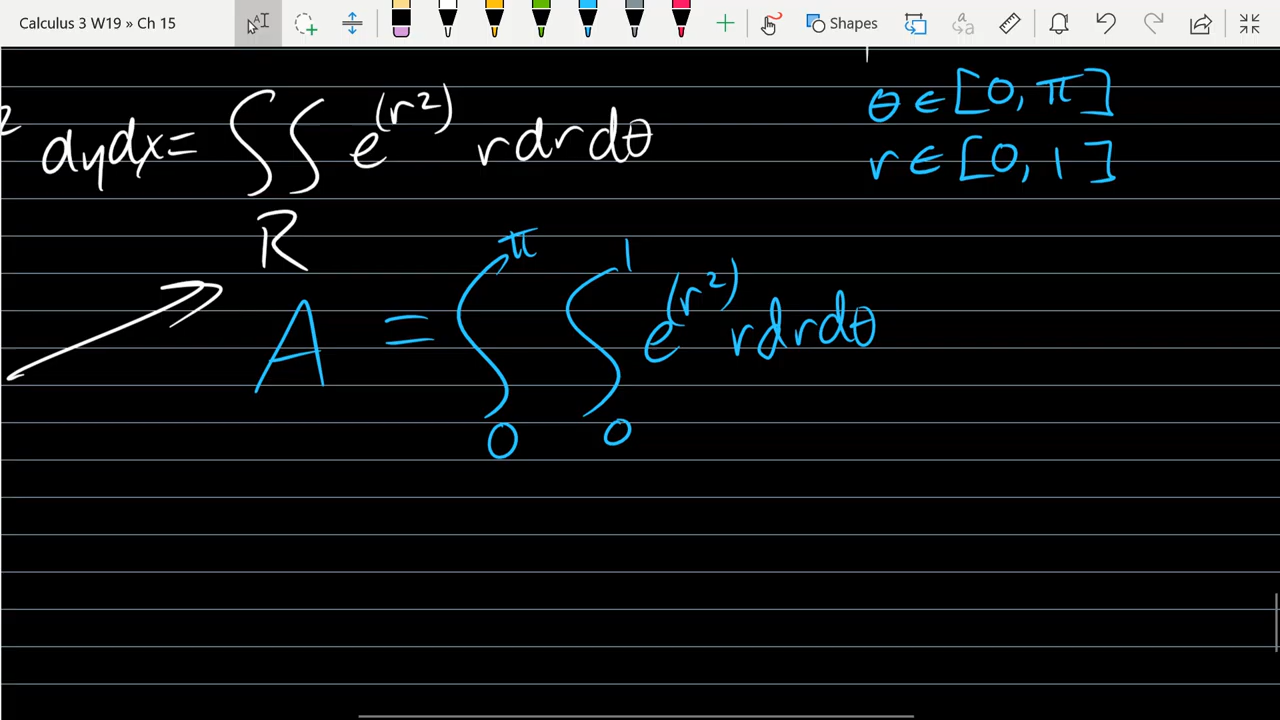 Calculus 3 W19 » Ch 15
Shapes
2 dydx = ∫∫ e^(r²) r dr dθ
R
θ ∈ [0, π]
r ∈ [0, 1]
A = ∫₀^π ∫₀^1 e^(r²) r dr dθ